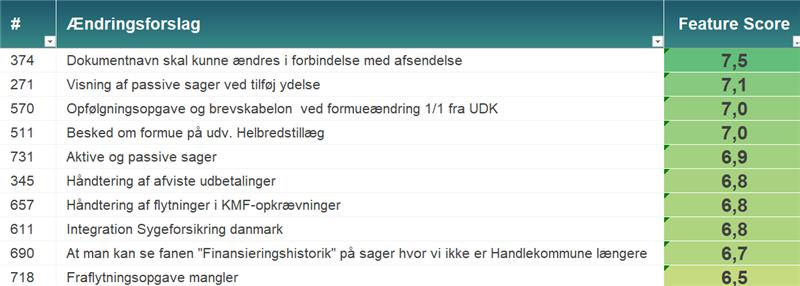 # Ændringsforslag Feature Score
374 Dokumentnavn skal kunne ændres i forbindelse med afsendelse 7,5
271 Visning af passive sager ved tilføj ydelse 7,1
570 Opfølgningsopgave og brevskabelon  ved formueændring 1/1 fra UDK 7,0
511 Besked om formue på udv. Helbredstillæg 7,0
731 Aktive og passive sager 6,9
345 Håndtering af afviste udbetalinger 6,8
657 Håndtering af flytninger i KMF-opkrævninger 6,8
611 Integration Sygeforsikring danmark 6,8
690 At man kan se fanen "Finansieringshistorik" på sager hvor vi ikke er Handlekommune længere 6,7
718 Fraflytningsopgave mangler 6,5